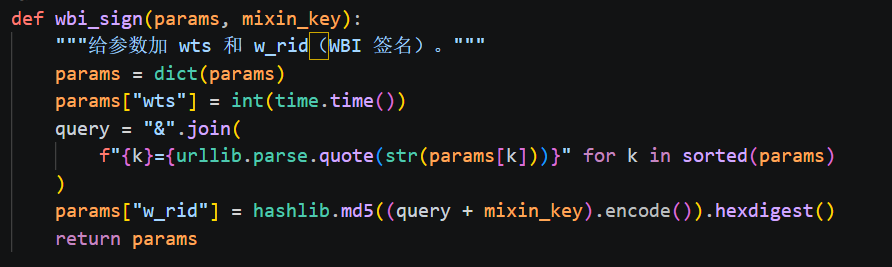 def wbi_sign(params, mixin_key):
    """给参数加 wts 和 w_rid（WBI 签名）。"""
    params = dict(params)
    params["wts"] = int(time.time())
    query = "&".join(
        f"{k}={urllib.parse.quote(str(params[k]))}" for k in sorted(params)
    )
    params["w_rid"] = hashlib.md5((query + mixin_key).encode()).hexdigest()
    return params